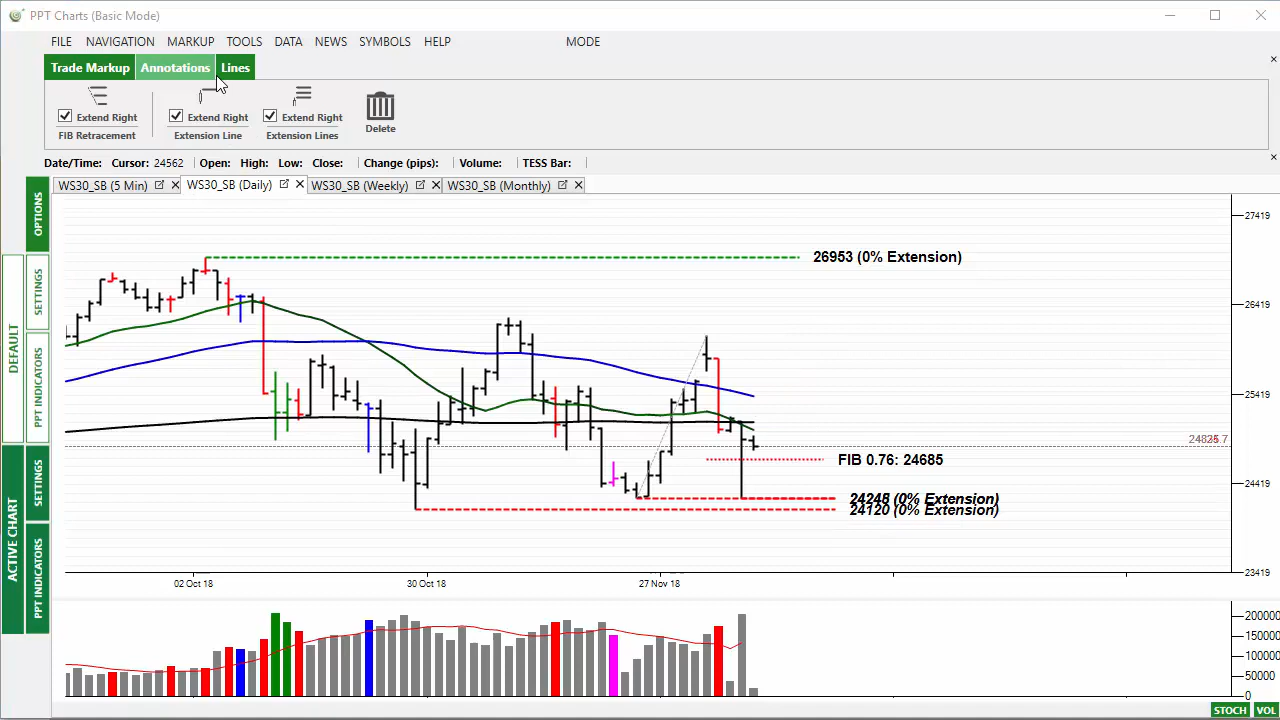 PPT Charts (Basic Mode)
FILE NAVIGATION MARKUP TOOLS DATA NEWS SYMBOLS HELP MODE
Trade Markup Annotations Lines
Extend Right Extend Right Extend Right
FIB Retracement Extension Line Extension Lines Delete
Date/Time: Cursor: 24562 Open: High: Low: Close: Change (pips): Volume: TESS Bar:
WS30_SB (5 Min) WS30_SB (Daily) WS30_SB (Weekly) WS30_SB (Monthly)
OPTIONS
SETTINGS
PPT INDICATORS
DEFAULT
SETTINGS
PPT INDICATORS
ACTIVE CHART
27419
26953 (0% Extension)
26419
25419
FIB 0.76: 24685
24419
24248 (0% Extension)
24120 (0% Extension)
23419
02 Oct 18 30 Oct 18 27 Nov 18
150000
100000
50000
0
STOCH VOL